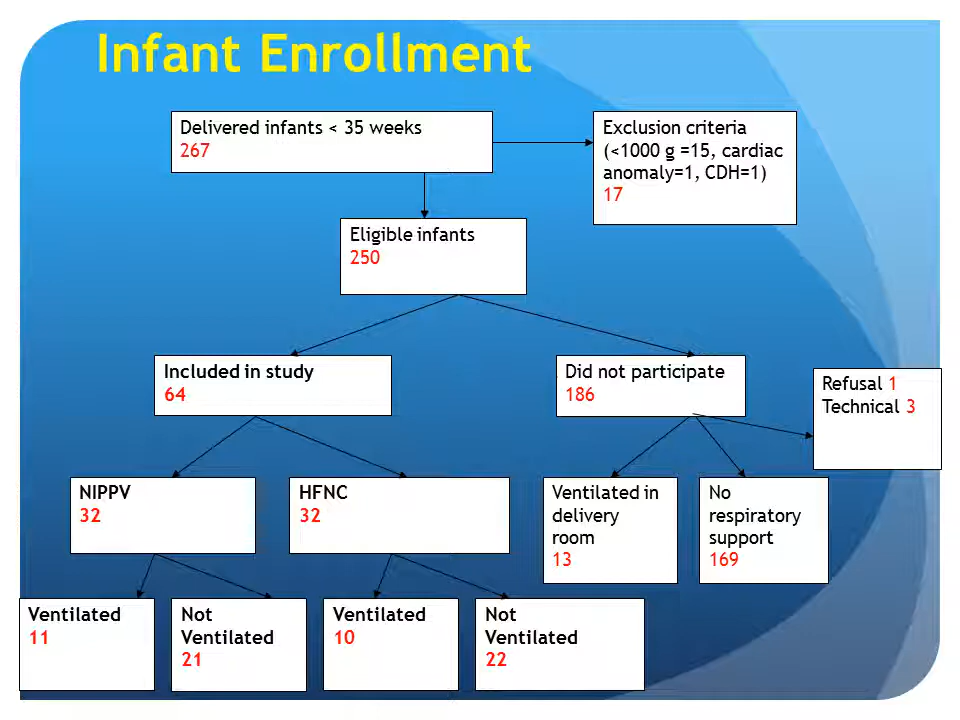 Infant Enrollment
Delivered infants < 35 weeks
267
Exclusion criteria
(<1000 g =15, cardiac
anomaly=1, CDH=1)
17
Eligible infants
250
Included in study
64
Did not participate
186
Refusal 1
Technical 3
NIPPV
32
HFNC
32
Ventilated in
delivery
room
13
No
respiratory
support
169
Ventilated
11
Not
Ventilated
21
Ventilated
10
Not
Ventilated
22